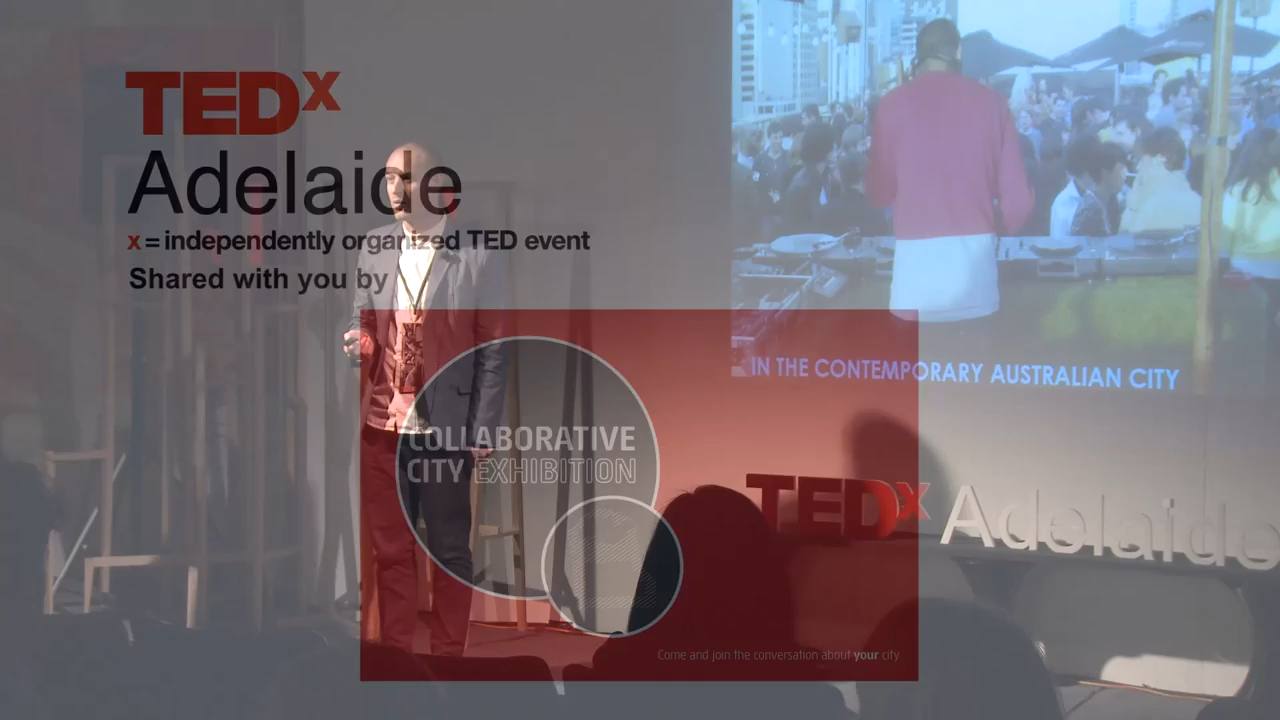 TEDx
Adelaide
x = independently organized TED event
Shared with you by
IN THE CONTEMPORARY AUSTRALIAN CITY
COLLABORATIVE
CITY EXHIBITION
TEDx Adelaide
Come and join the conversation about your city